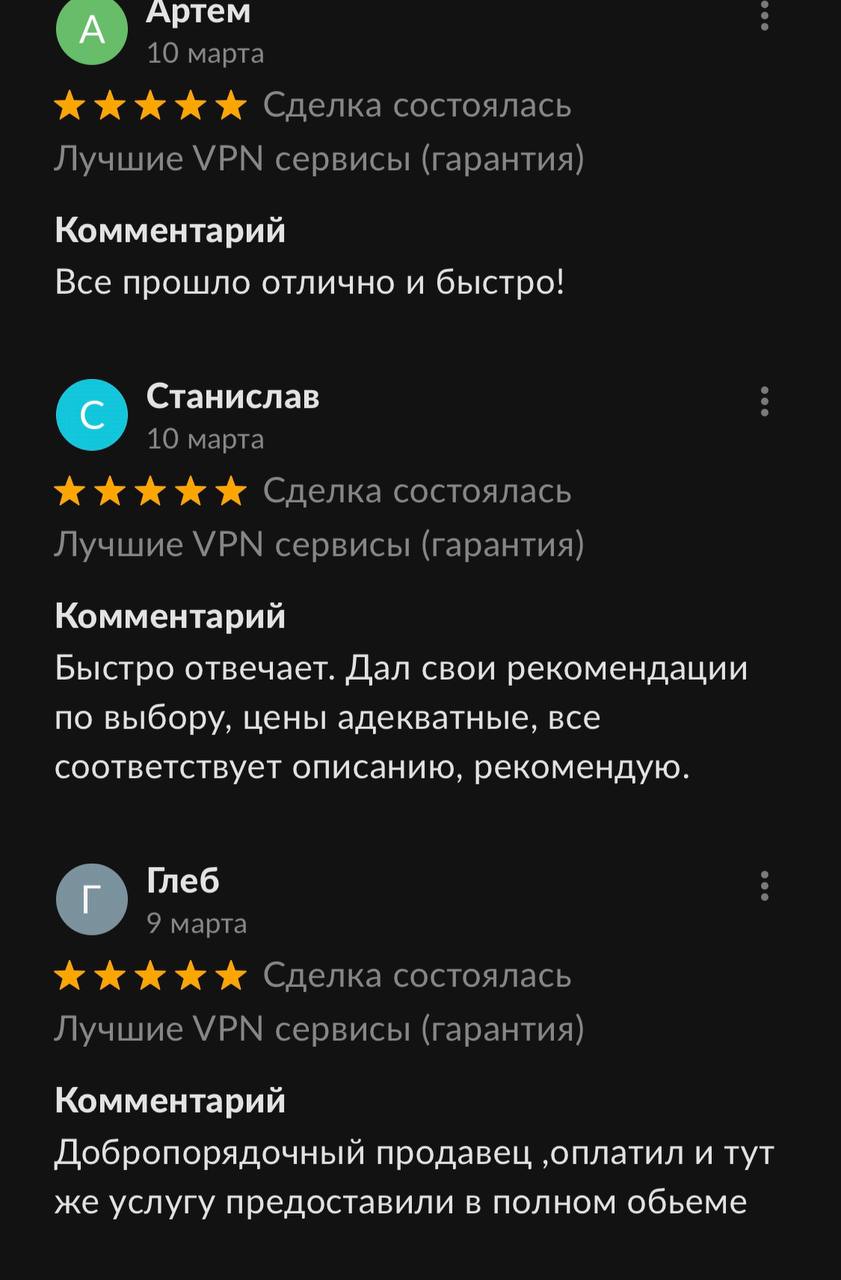 А
Артем
10 марта
Сделка состоялась
Лучшие VPN сервисы (гарантия)
Комментарий
Все прошло отлично и быстро!
С
Станислав
10 марта
Сделка состоялась
Лучшие VPN сервисы (гарантия)
Комментарий
Быстро отвечает. Дал свои рекомендации
по выбору, цены адекватные, все
соответствует описанию, рекомендую.
Г
Глеб
9 марта
Сделка состоялась
Лучшие VPN сервисы (гарантия)
Комментарий
Добропорядочный продавец ,оплатил и тут
же услугу предоставили в полном обьеме